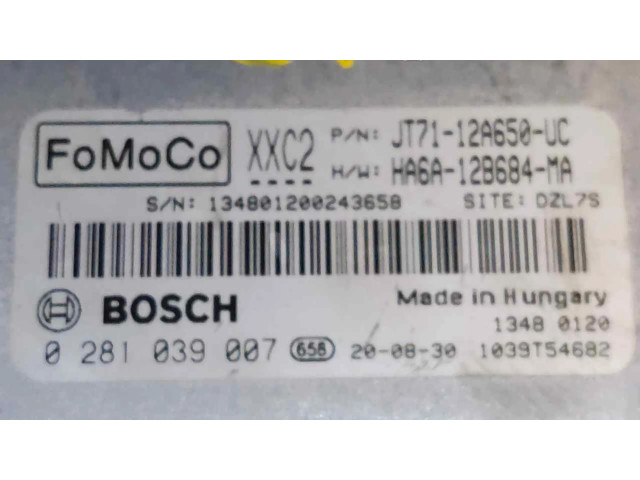 FoMoCo XXC2 P/N: JT71-12A650-UC
H/W: HA6A-12B684-MA
S/N: 134801200243658 SITE: DZL7S
BOSCH Made in Hungary
1348 0120
0 281 039 007 658 20-08-30 1039T54682